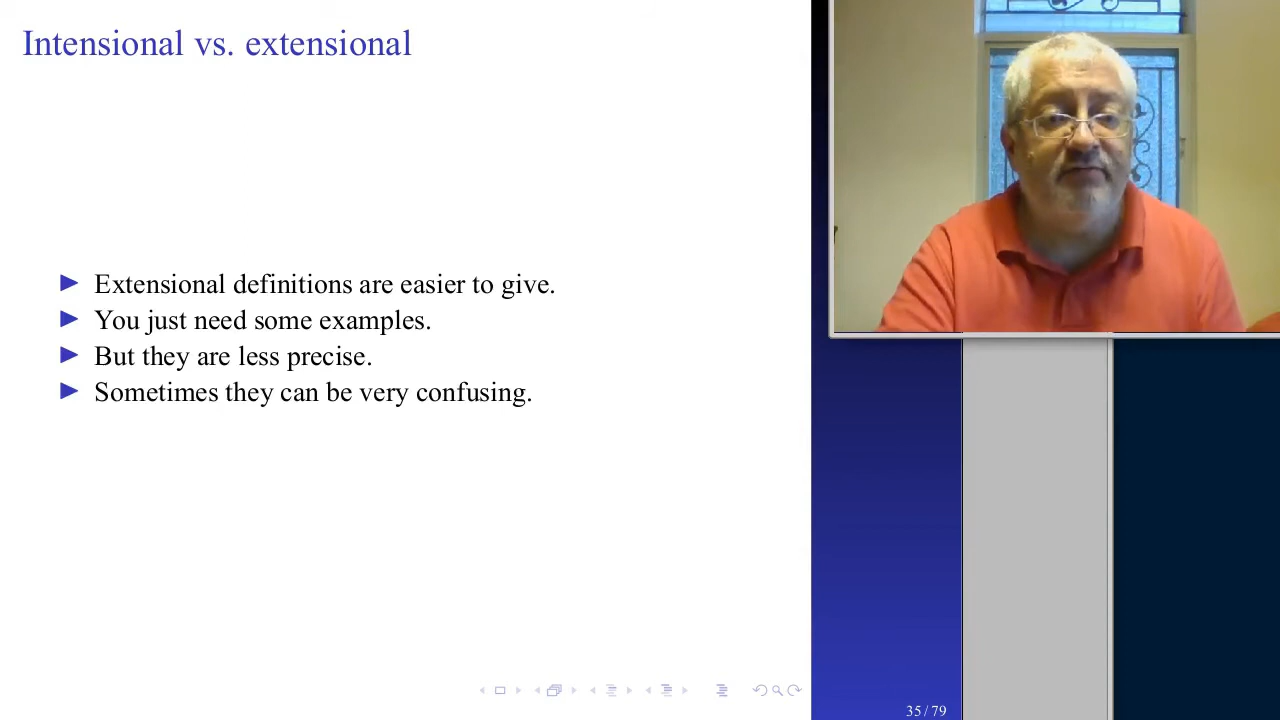 Intensional vs. extensional
Extensional definitions are easier to give.
You just need some examples.
But they are less precise.
Sometimes they can be very confusing.
35 / 79